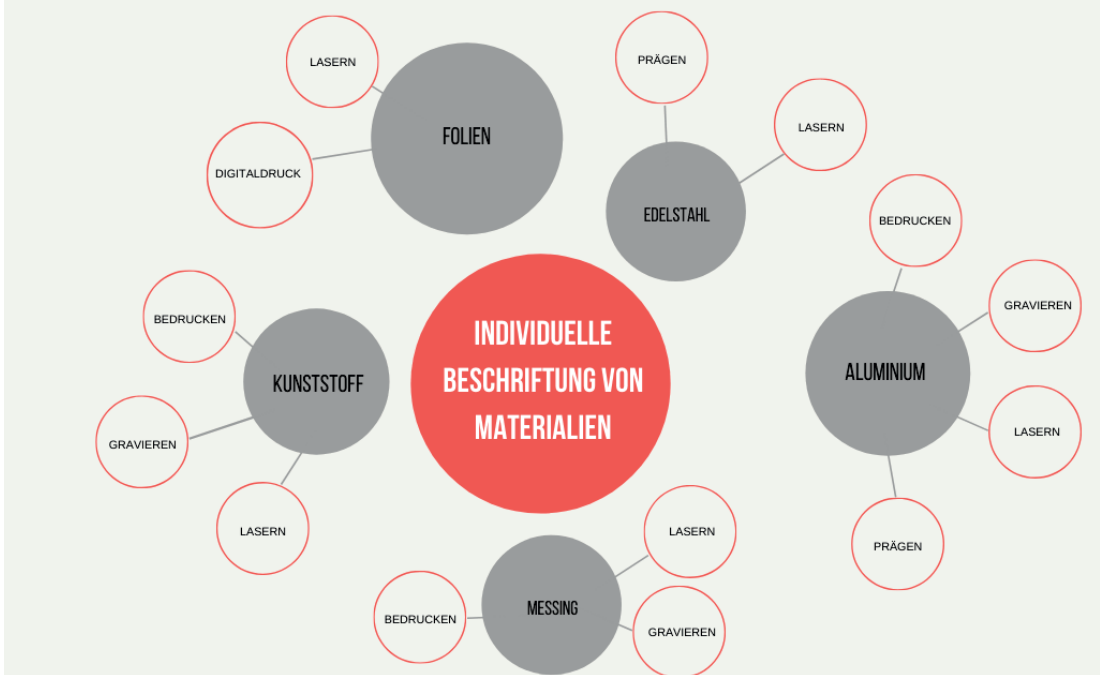 LASERN
DIGITALDRUCK
FOLIEN
PRÄGEN
LASERN
EDELSTAHL
BEDRUCKEN
GRAVIEREN
LASERN
PRÄGEN
ALUMINIUM
INDIVIDUELLE
BESCHRIFTUNG VON
MATERIALIEN
BEDRUCKEN
GRAVIEREN
LASERN
KUNSTSTOFF
LASERN
BEDRUCKEN
GRAVIEREN
MESSING